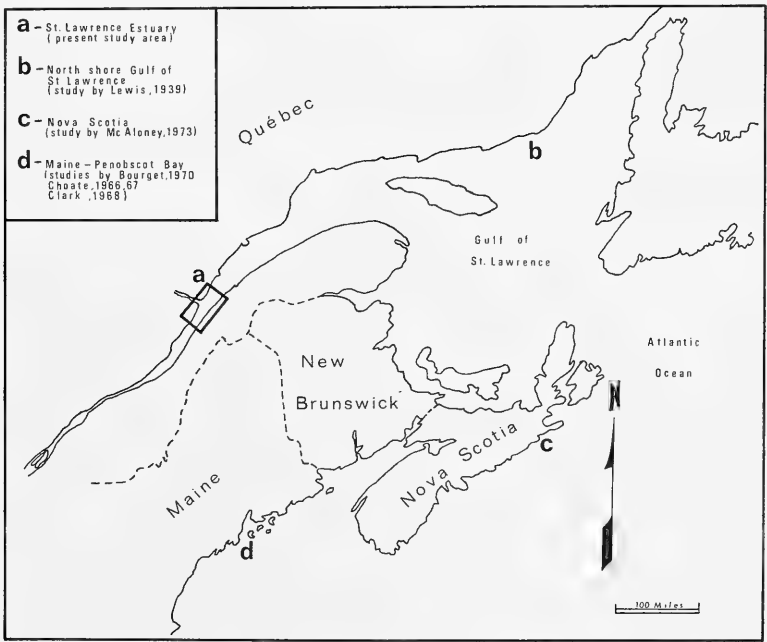 a – St. Lawrence Estuary
(present study area)
b – North shore Gulf of
St Lawrence
(study by Lewis, 1939)
c – Nova Scotia
(study by McAloney, 1973)
d – Maine – Penobscot Bay
(studies by Bourget, 1970
Choate, 1966, 67
Clark, 1968)
Québec
b
Gulf of
St. Lawrence
a
Atlantic
Ocean
New
Brunswick
N
Nova Scotia
c
Maine
d
100 Miles